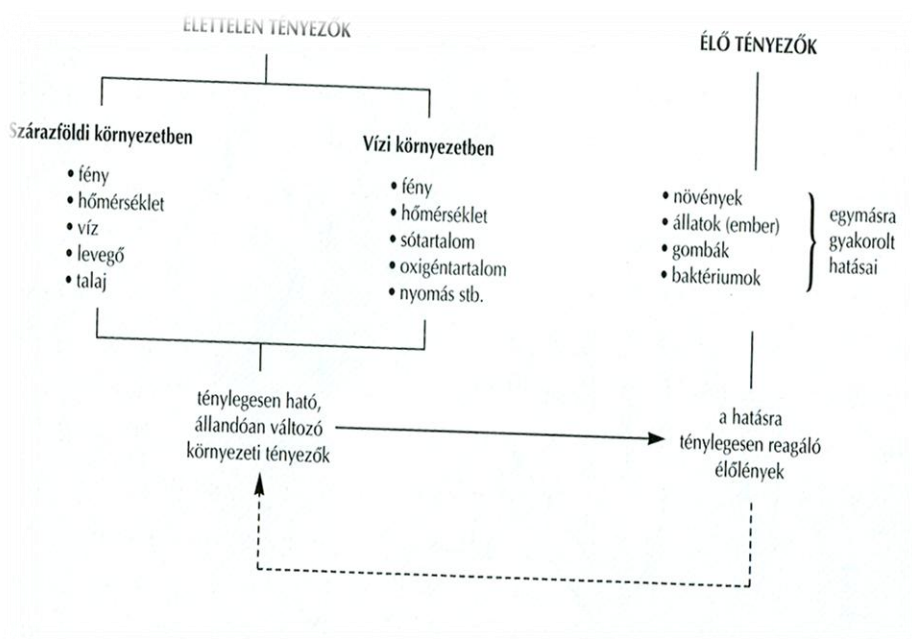 ÉLETTELEN TÉNYEZŐK
Szárazföldi környezetben
• fény
• hőmérséklet
• víz
• levegő
• talaj
Vízi környezetben
• fény
• hőmérséklet
• sótartalom
• oxigéntartalom
• nyomás stb.
ténylegesen ható,
állandóan változó
környezeti tényezők
ÉLŐ TÉNYEZŐK
• növények
• állatok (ember)
• gombák
• baktériumok
egymásra
gyakorolt
hatásai
a hatásra
ténylegesen reagáló
élőlények